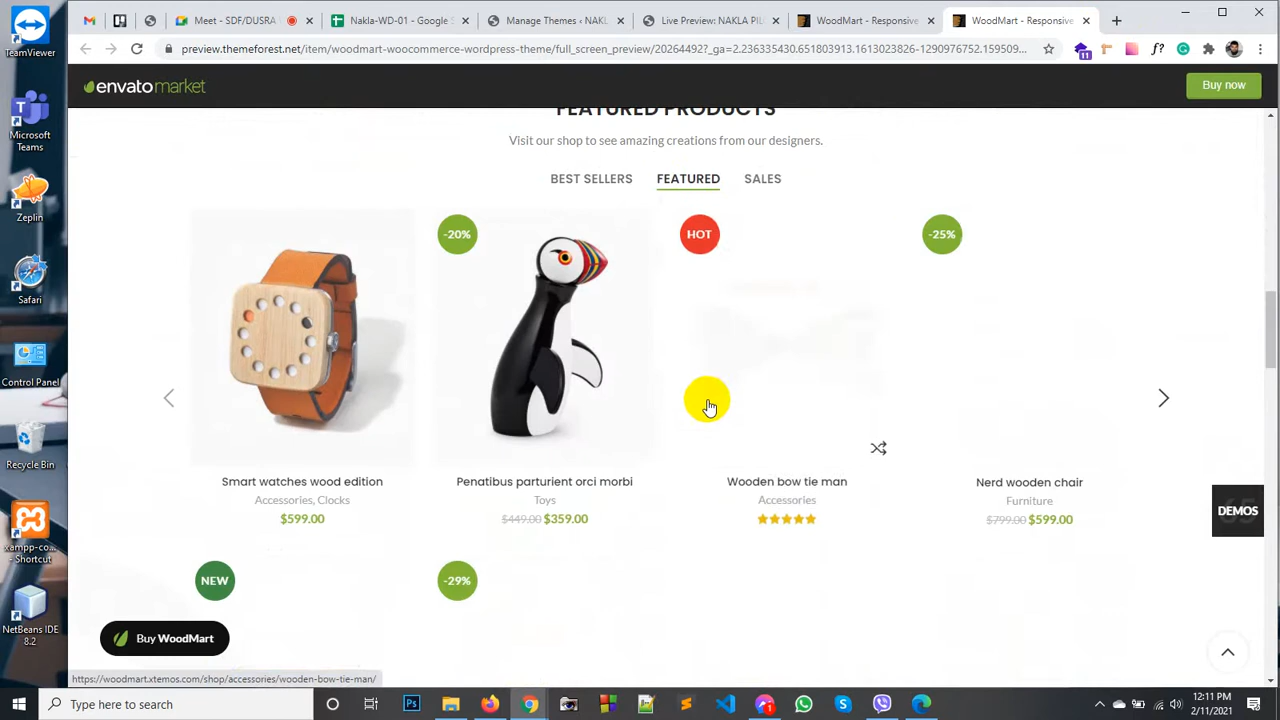 TeamViewer
Meet - SDF/DUSRA
Nakla-WD-01 - Google S
Manage Themes ‹ NAKL
Live Preview: NAKLA PIL
WoodMart - Responsive
WoodMart - Responsive
preview.themeforest.net/item/woodmart-woocommerce-wordpress-theme/full_screen_preview/20264492?_ga=2.256335430.651803913.1613023826-1290976752.159509...
11
f?
envatomarket
Buy now
Microsoft
Teams
FEATURED PRODUCTS
Visit our shop to see amazing creations from our designers.
BEST SELLERS
FEATURED
SALES
Zeplin
-20%
HOT
-25%
Safari
Control Panel
Recycle Bin
Smart watches wood edition
Penatibus parturient orci morbi
Wooden bow tie man
Nerd wooden chair
Accessories, Clocks
Toys
Accessories
Furniture
$599.00
$449.00 $359.00
$799.00 $599.00
65
DEMOS
xampp-co...
- Shortcut
NEW
-29%
NetBeans IDE
8.2
Buy WoodMart
https://woodmart.xtemos.com/shop/accessories/wooden-bow-tie-man/
Type here to search
Ps
12:11 PM
2/11/2021